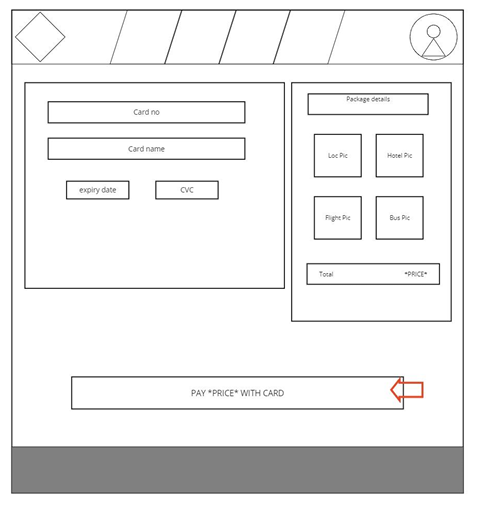 Card no
Card name
expiry date
CVC
Package details
Loc Pic
Hotel Pic
Flight Pic
Bus Pic
Total *PRICE*
PAY *PRICE* WITH CARD